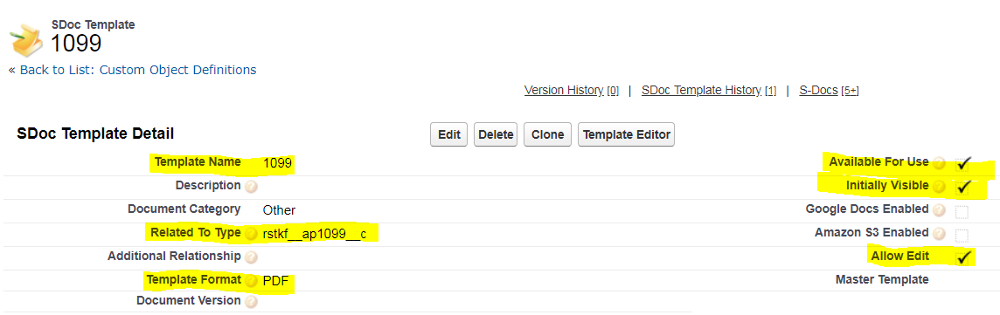 SDoc Template
1099
« Back to List: Custom Object Definitions
Version History [0] | SDoc Template History [1] | S-Docs [5+]
SDoc Template Detail Edit Delete Clone Template Editor
Template Name 1099 Available For Use ?
Description ? Initially Visible ?
Document Category Other Google Docs Enabled ?
Related To Type ? rstkf__ap1099__c Amazon S3 Enabled ?
Additional Relationship ? Allow Edit
Template Format ? PDF Master Template
Document Version ?